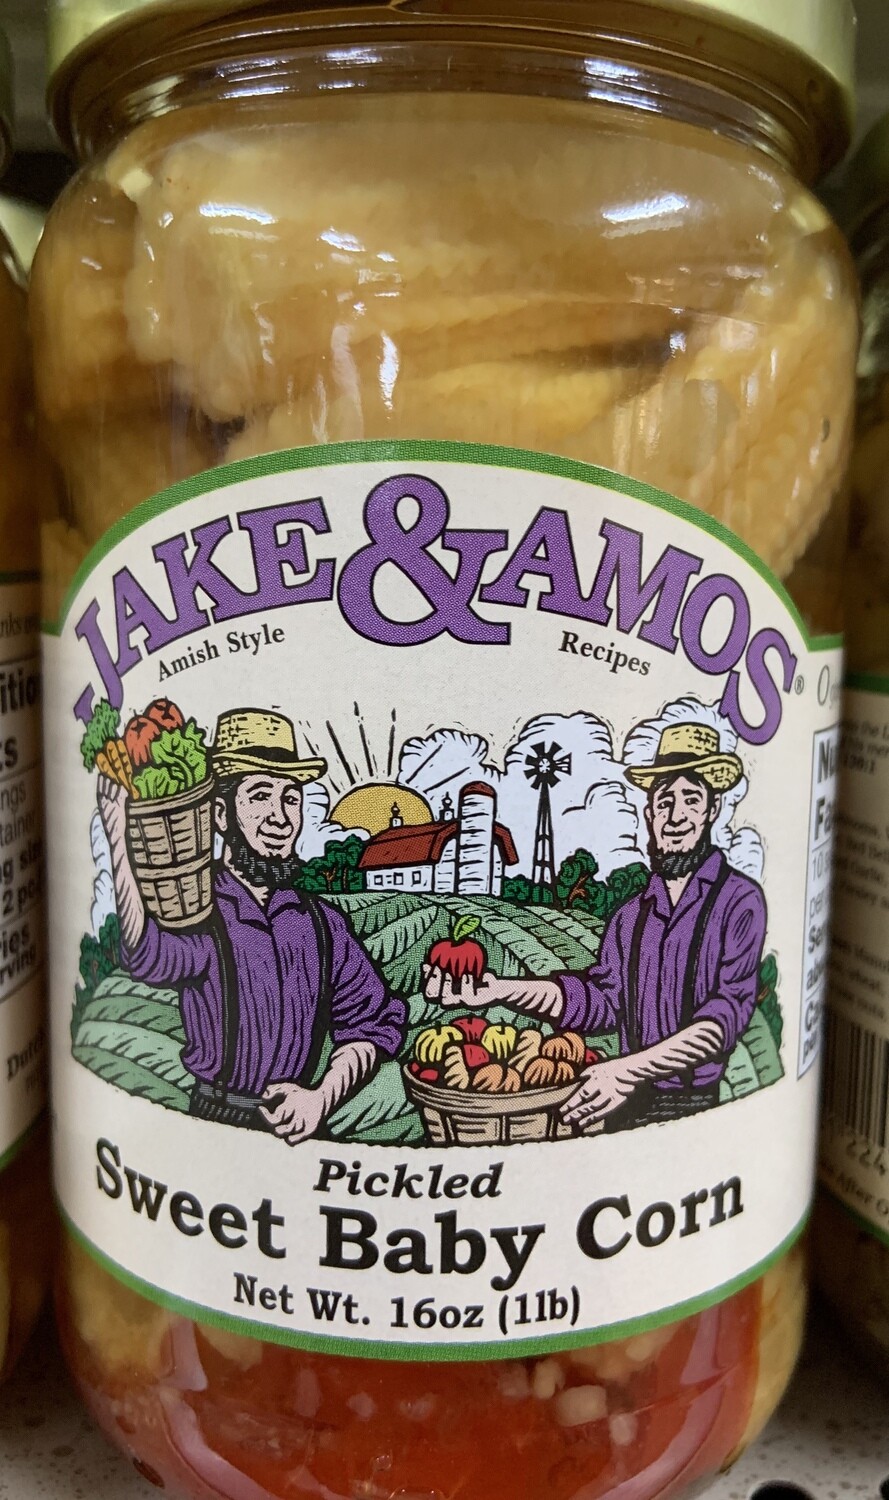 JAKE & AMOS®
Amish Style Recipes
Pickled
Sweet Baby Corn
Net Wt. 16oz (1lb)